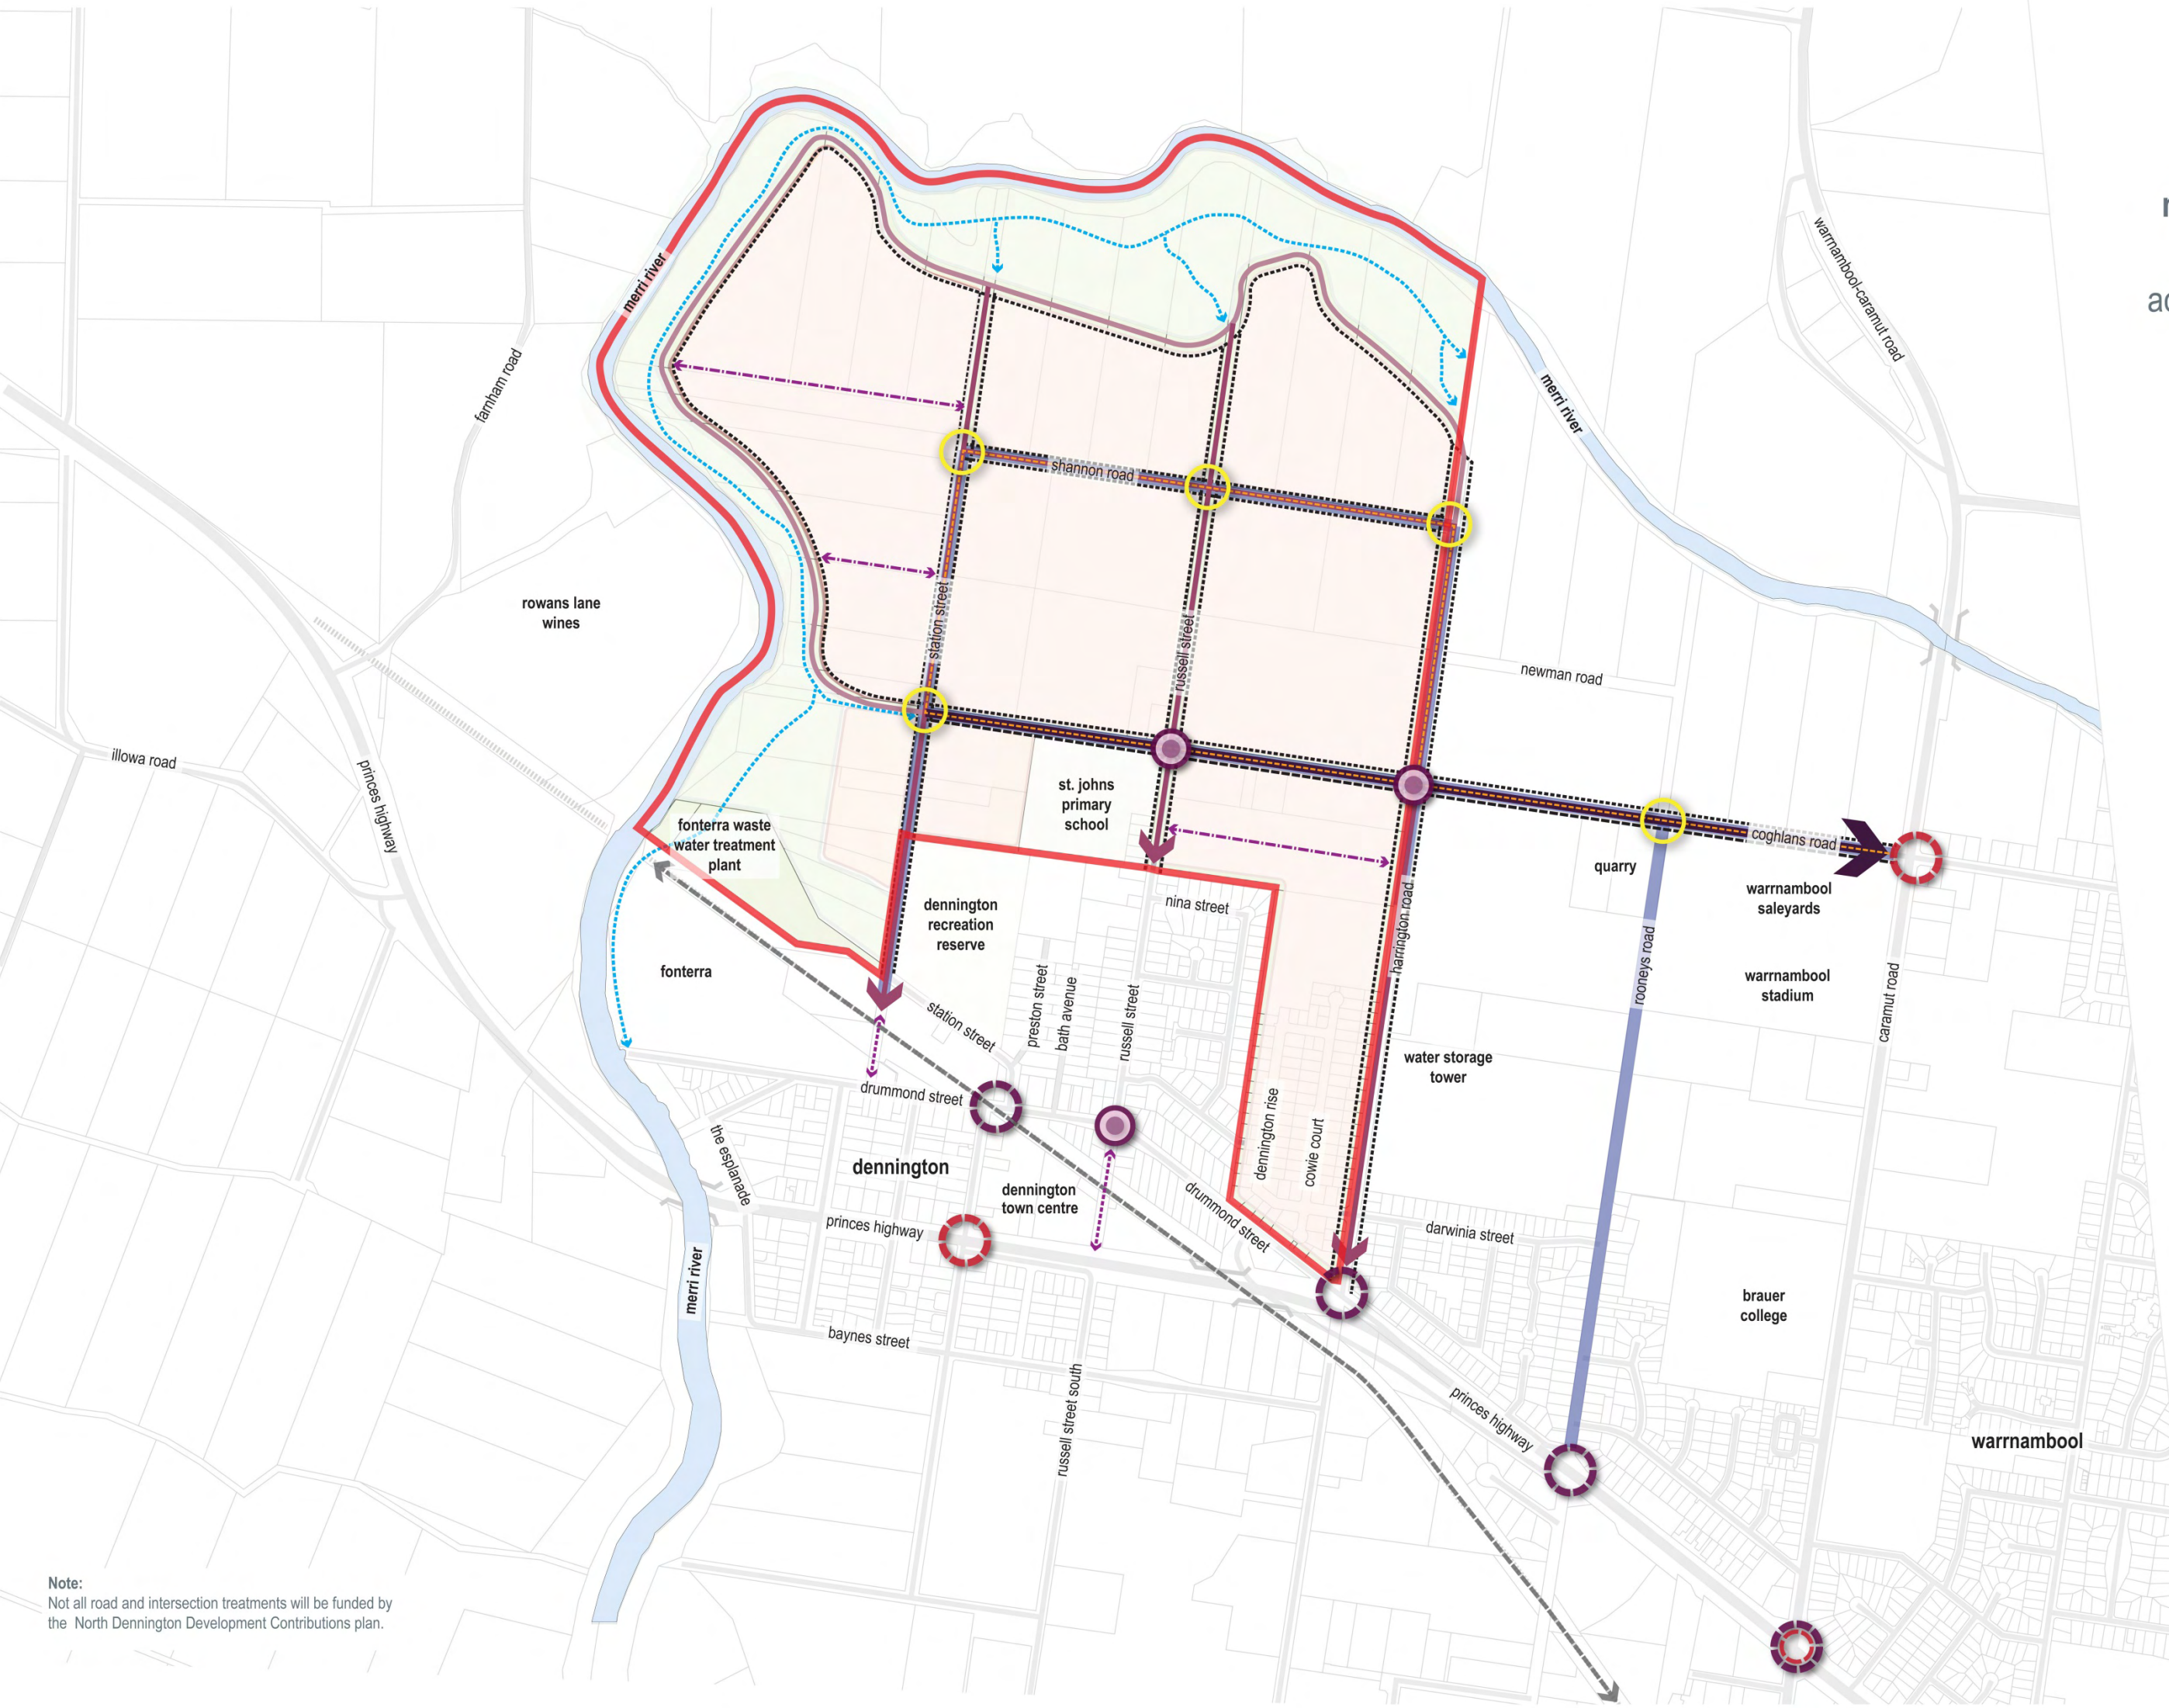 warrnambool-caramut road
merri river
merri river
farnham road
shannon road
rowans lane
wines
station street
russell street
newman road
illowa road
princes highway
st. johns
primary
school
fonterra waste
water treatment
plant
coghlans road
quarry
warrnambool
saleyards
nina street
dennington
recreation
reserve
harrington road
rooneys road
fonterra
warrnambool
stadium
caramut road
station street
preston street
bath avenue
russell street
water storage
tower
drummond street
dennington rise
cowie court
the esplanade
dennington
dennington
town centre
drummond street
princes highway
darwinia street
merri river
brauer
college
baynes street
russell street south
princes highway
warrnambool
Note:
Not all road and intersection treatments will be funded by
the North Dennington Development Contributions plan.